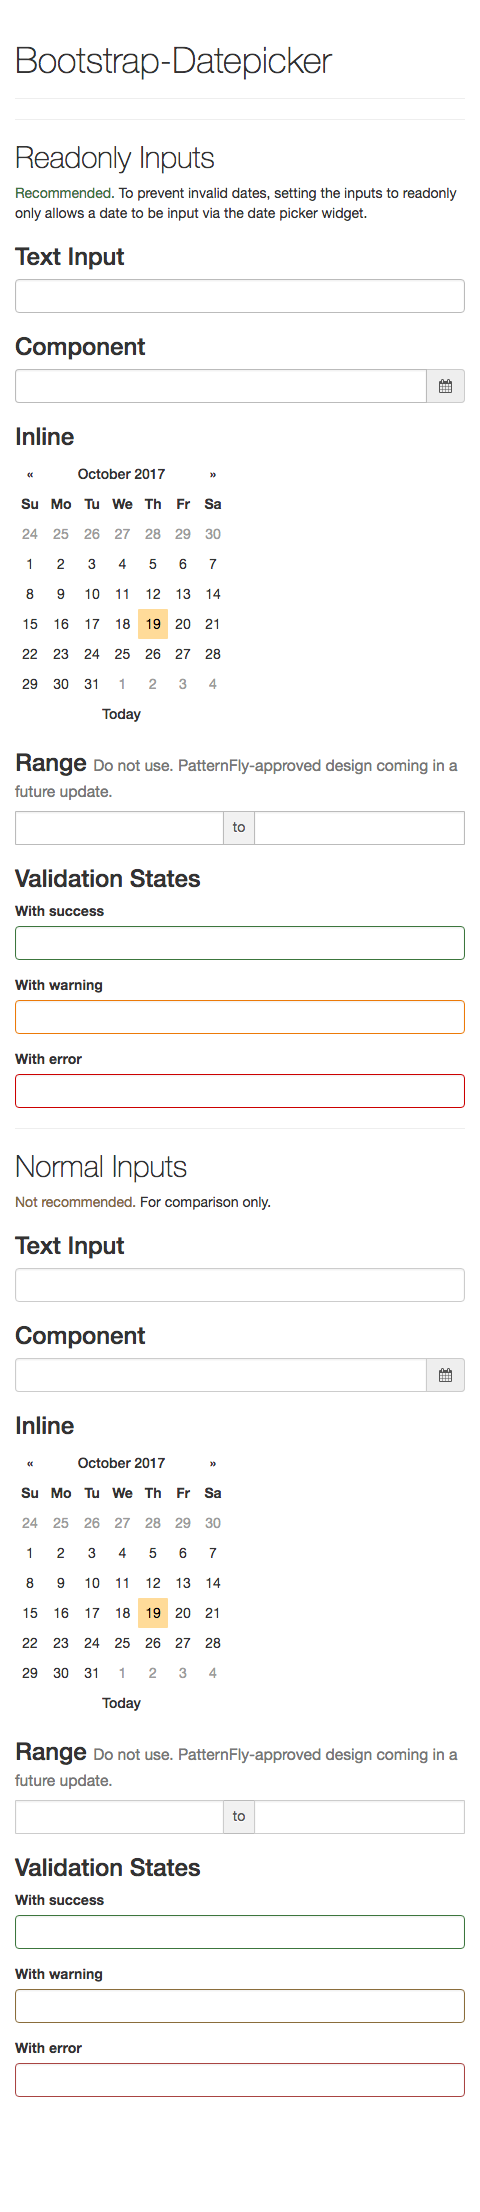 Bootstrap-Datepicker
Readonly Inputs
Recommended. To prevent invalid dates, setting the inputs to readonly
only allows a date to be input via the date picker widget.
Text Input
Component
Inline
« October 2017 »
Su Mo Tu We Th Fr Sa
24 25 26 27 28 29 30
1 2 3 4 5 6 7
8 9 10 11 12 13 14
15 16 17 18 19 20 21
22 23 24 25 26 27 28
29 30 31 1 2 3 4
Today
Range Do not use. PatternFly-approved design coming in a
future update.
to
Validation States
With success
With warning
With error
Normal Inputs
Not recommended. For comparison only.
Text Input
Component
Inline
« October 2017 »
Su Mo Tu We Th Fr Sa
24 25 26 27 28 29 30
1 2 3 4 5 6 7
8 9 10 11 12 13 14
15 16 17 18 19 20 21
22 23 24 25 26 27 28
29 30 31 1 2 3 4
Today
Range Do not use. PatternFly-approved design coming in a
future update.
to
Validation States
With success
With warning
With error